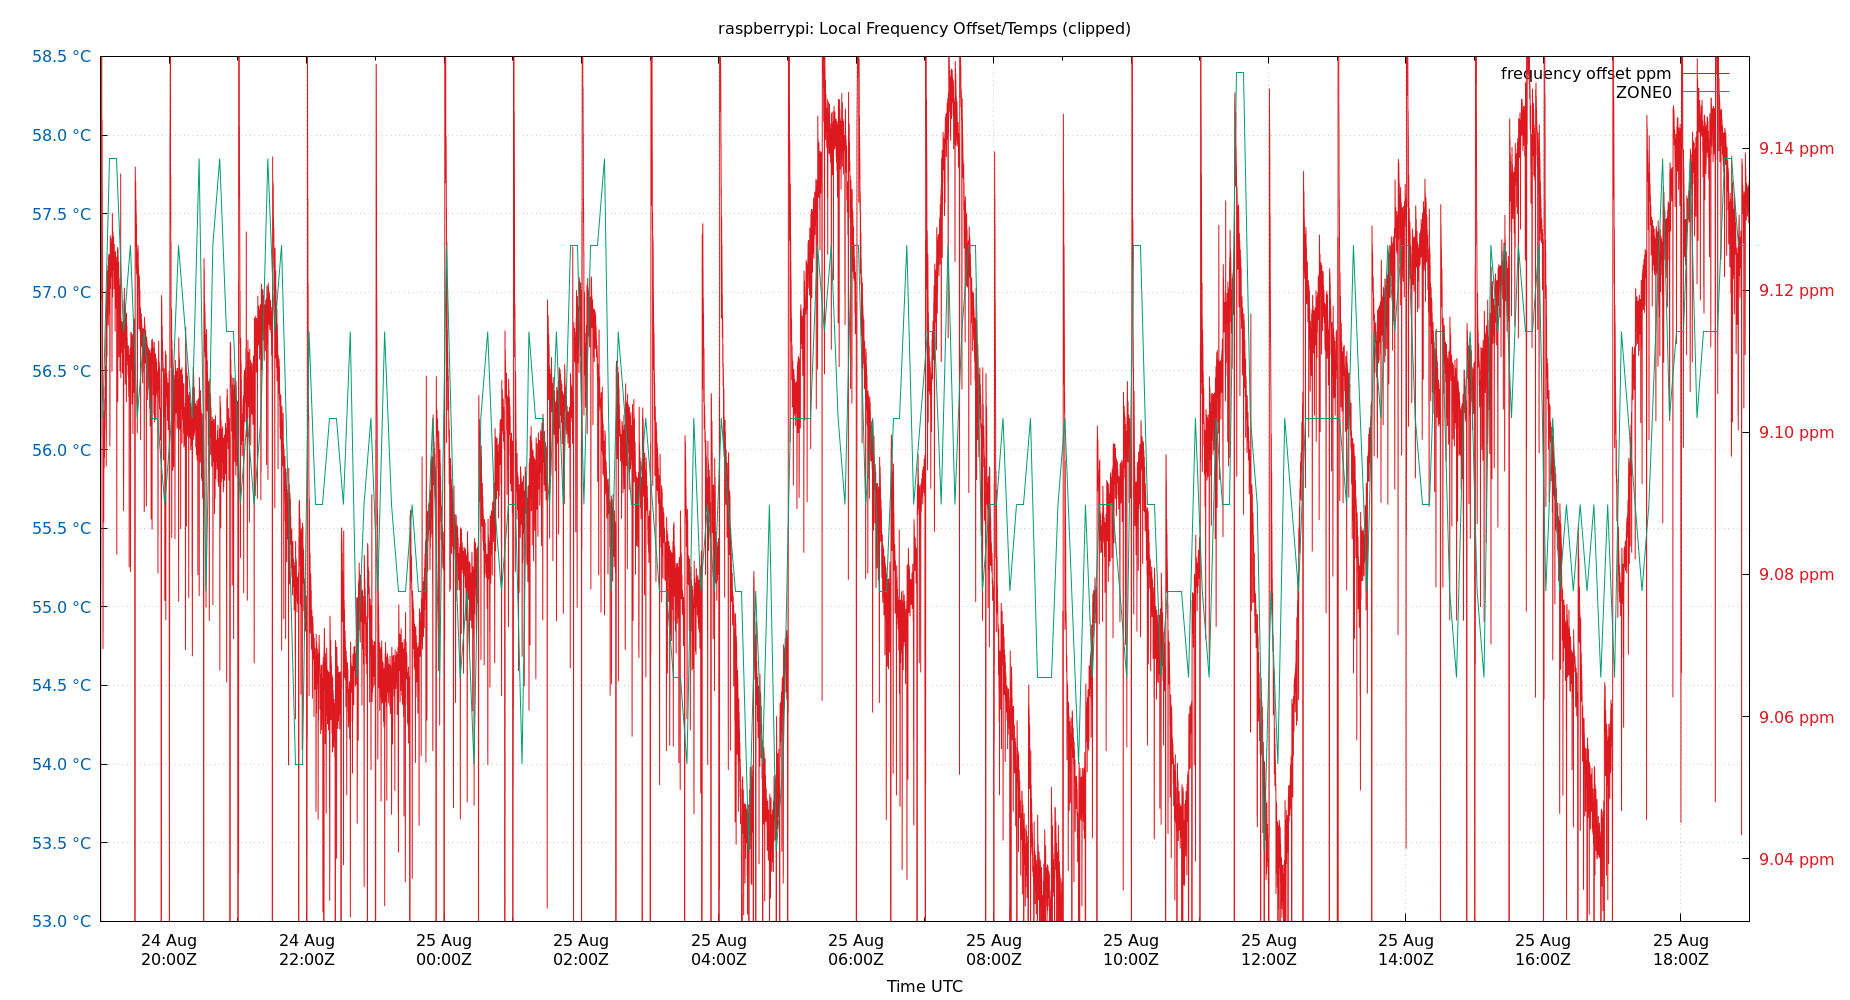 raspberrypi: Local Frequency Offset/Temps (clipped)
58.5 °C
58.0 °C
57.5 °C
57.0 °C
56.5 °C
56.0 °C
55.5 °C
55.0 °C
54.5 °C
54.0 °C
53.5 °C
53.0 °C
frequency offset ppm
ZONE0
9.14 ppm
9.12 ppm
9.10 ppm
9.08 ppm
9.06 ppm
9.04 ppm
24 Aug
20:00Z
24 Aug
22:00Z
25 Aug
00:00Z
25 Aug
02:00Z
25 Aug
04:00Z
25 Aug
06:00Z
25 Aug
08:00Z
25 Aug
10:00Z
25 Aug
12:00Z
25 Aug
14:00Z
25 Aug
16:00Z
25 Aug
18:00Z
Time UTC